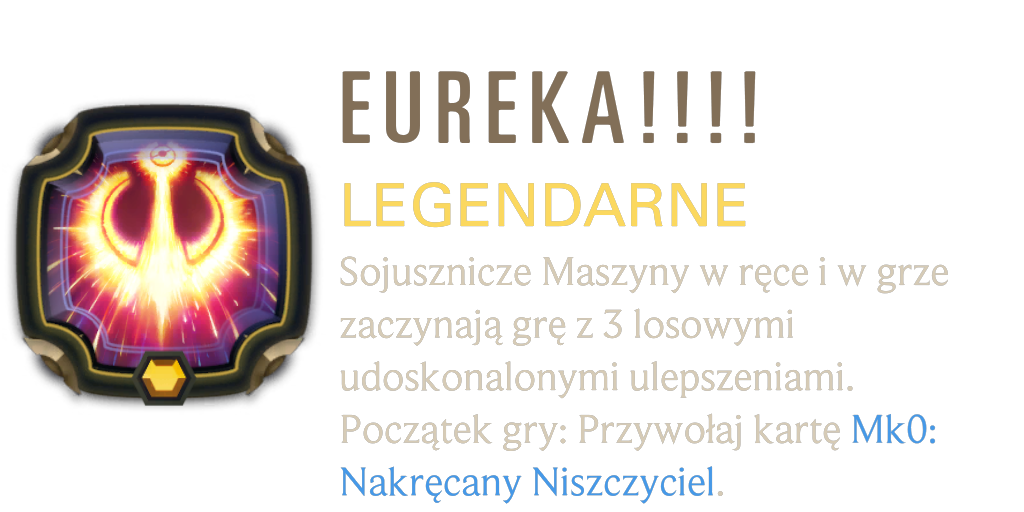 EUREKA!!!!
LEGENDARNE
Sojusznicze Maszyny w ręce i w grze
zaczynają grę z 3 losowymi
udoskonalonymi ulepszeniami.
Początek gry: Przywołaj kartę Mk0:
Nakręcany Niszczyciel.